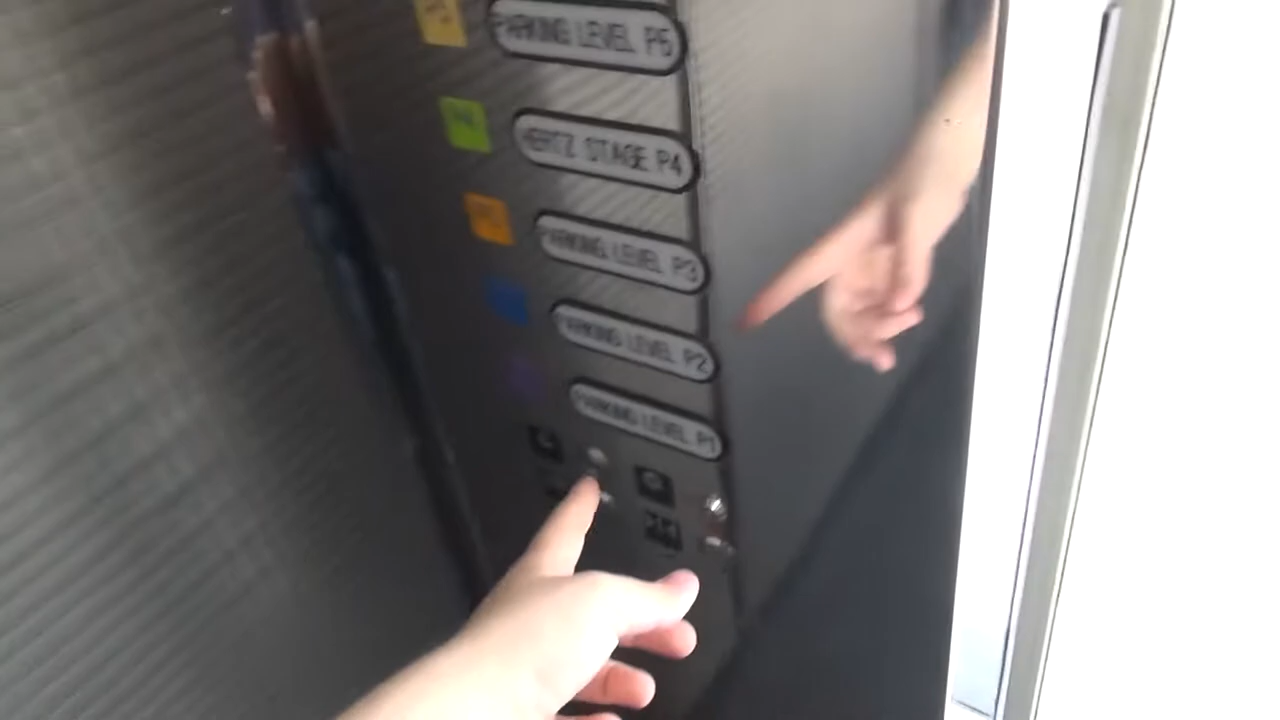 PARKING LEVEL P5
HERTZ STAGE P4
PARKING LEVEL P3
PARKING LEVEL P2
PARKING LEVEL P1